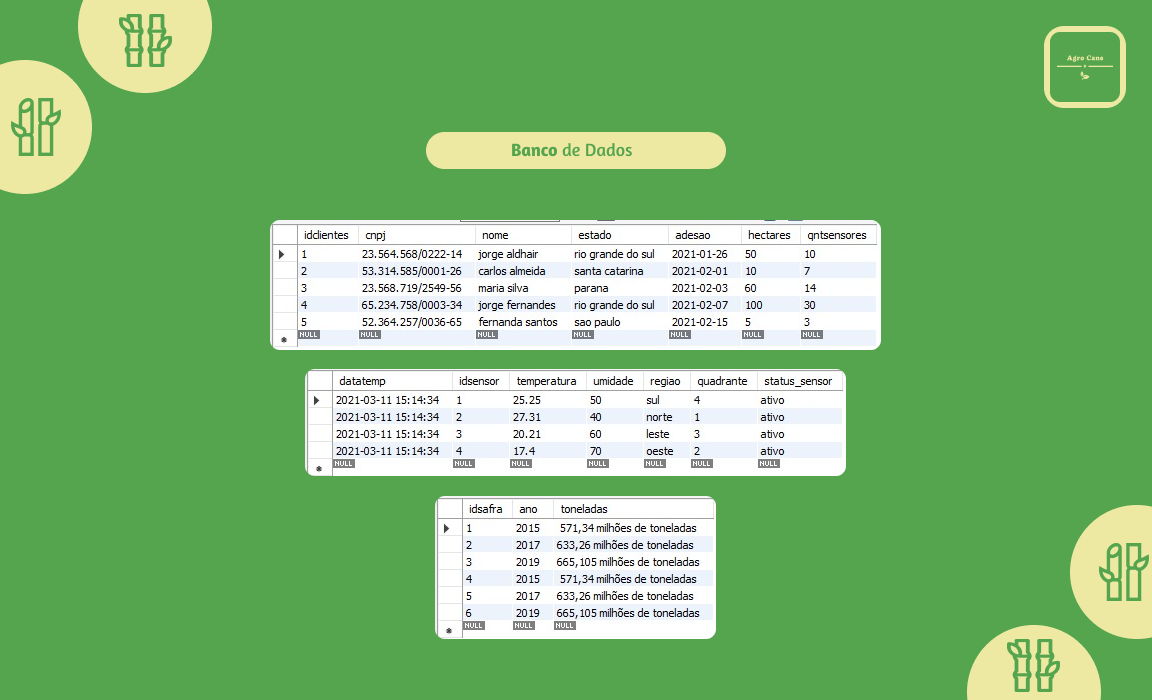 Agro Cane
Banco de Dados
idclientes cnpj nome estado adesao hectares qntsensores
1 23.564.568/0222-14 jorge aldhair rio grande do sul 2021-01-26 50 10
2 53.314.585/0001-26 carlos almeida santa catarina 2021-02-01 10 7
3 23.568.719/2549-56 maria silva parana 2021-02-03 60 14
4 65.234.758/0003-34 jorge fernandes rio grande do sul 2021-02-07 100 30
5 52.364.257/0036-65 fernanda santos sao paulo 2021-02-15 5 3
NULL NULL NULL NULL NULL NULL NULL
datatemp idsensor temperatura umidade regiao quadrante status_sensor
2021-03-11 15:14:34 1 25.25 50 sul 4 ativo
2021-03-11 15:14:34 2 27.31 40 norte 1 ativo
2021-03-11 15:14:34 3 20.21 60 leste 3 ativo
2021-03-11 15:14:34 4 17.4 70 oeste 2 ativo
NULL NULL NULL NULL NULL NULL NULL
idsafra ano toneladas
1 2015 571,34 milhões de toneladas
2 2017 633,26 milhões de toneladas
3 2019 665,105 milhões de toneladas
4 2015 571,34 milhões de toneladas
5 2017 633,26 milhões de toneladas
6 2019 665,105 milhões de toneladas
NULL NULL NULL